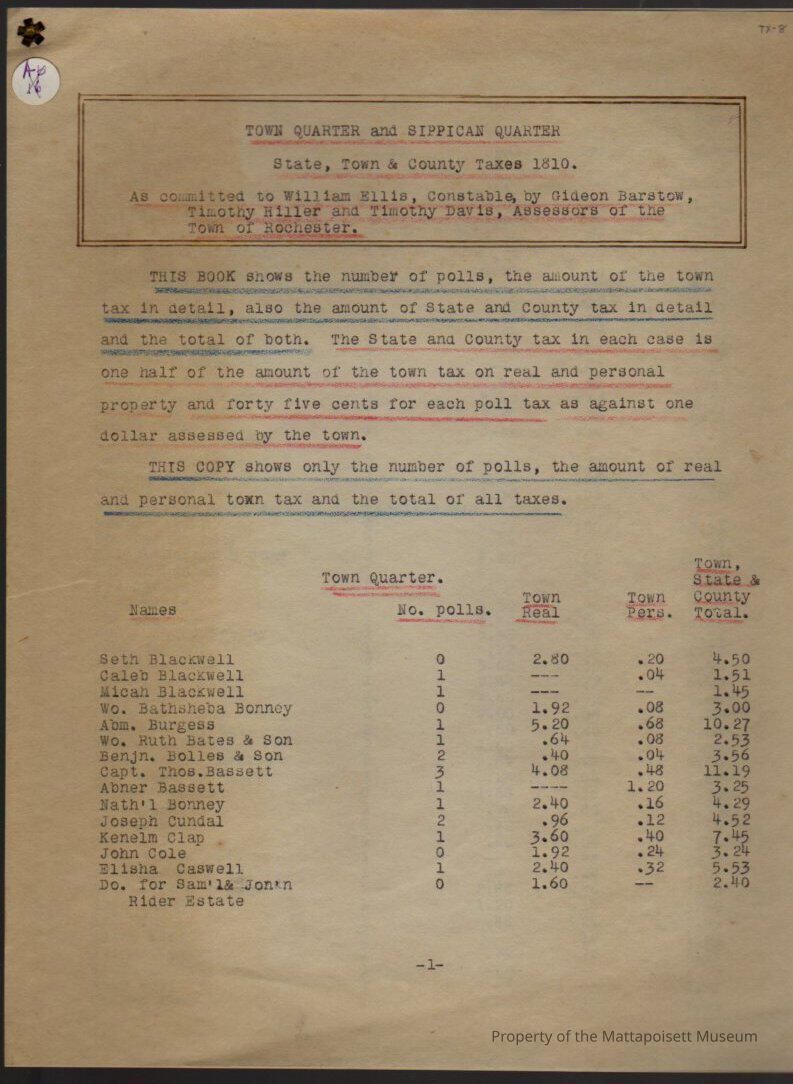 TX-8
A-6
16
TOWN QUARTER and SIPPICAN QUARTER
State, Town & County Taxes 1810.
As committed to William Ellis, Constable, by Gideon Barstow,
Timothy Hiller and Timothy Davis, Assessors of the
Town of Rochester.
THIS BOOK shows the number of polls, the amount of the town
tax in detail, also the amount of State and County tax in detail
and the total of both. The State and County tax in each case is
one half of the amount of the town tax on real and personal
property and forty five cents for each poll tax as against one
dollar assessed by the town.
THIS COPY shows only the number of polls, the amount of real
and personal town tax and the total of all taxes.
Town Quarter.
Names No. polls. Town Real Town Pers. Town, State & County Total.
Seth Blackwell 0 2.80 .20 4.50
Caleb Blackwell 1 --- .04 1.51
Micah Blackwell 1 --- -- 1.45
Wo. Bathsheba Bonney 0 1.92 .08 3.00
Abm. Burgess 1 5.20 .68 10.27
Wo. Ruth Bates & Son 1 .64 .08 2.53
Benjn. Bolles & Son 2 .40 .04 3.56
Capt. Thos.Bassett 3 4.08 .48 11.19
Abner Bassett 1 ---- 1.20 3.25
Nath'l Bonney 1 2.40 .16 4.29
Joseph Cundal 2 .96 .12 4.52
Kenelm Clap 1 3.60 .40 7.45
John Cole 0 1.92 .24 3.24
Elisha Caswell 1 2.40 .32 5.53
Do. for Sam'l& Jon'n 0 1.60 -- 2.40
Rider Estate
-1-
Property of the Mattapoisett Museum